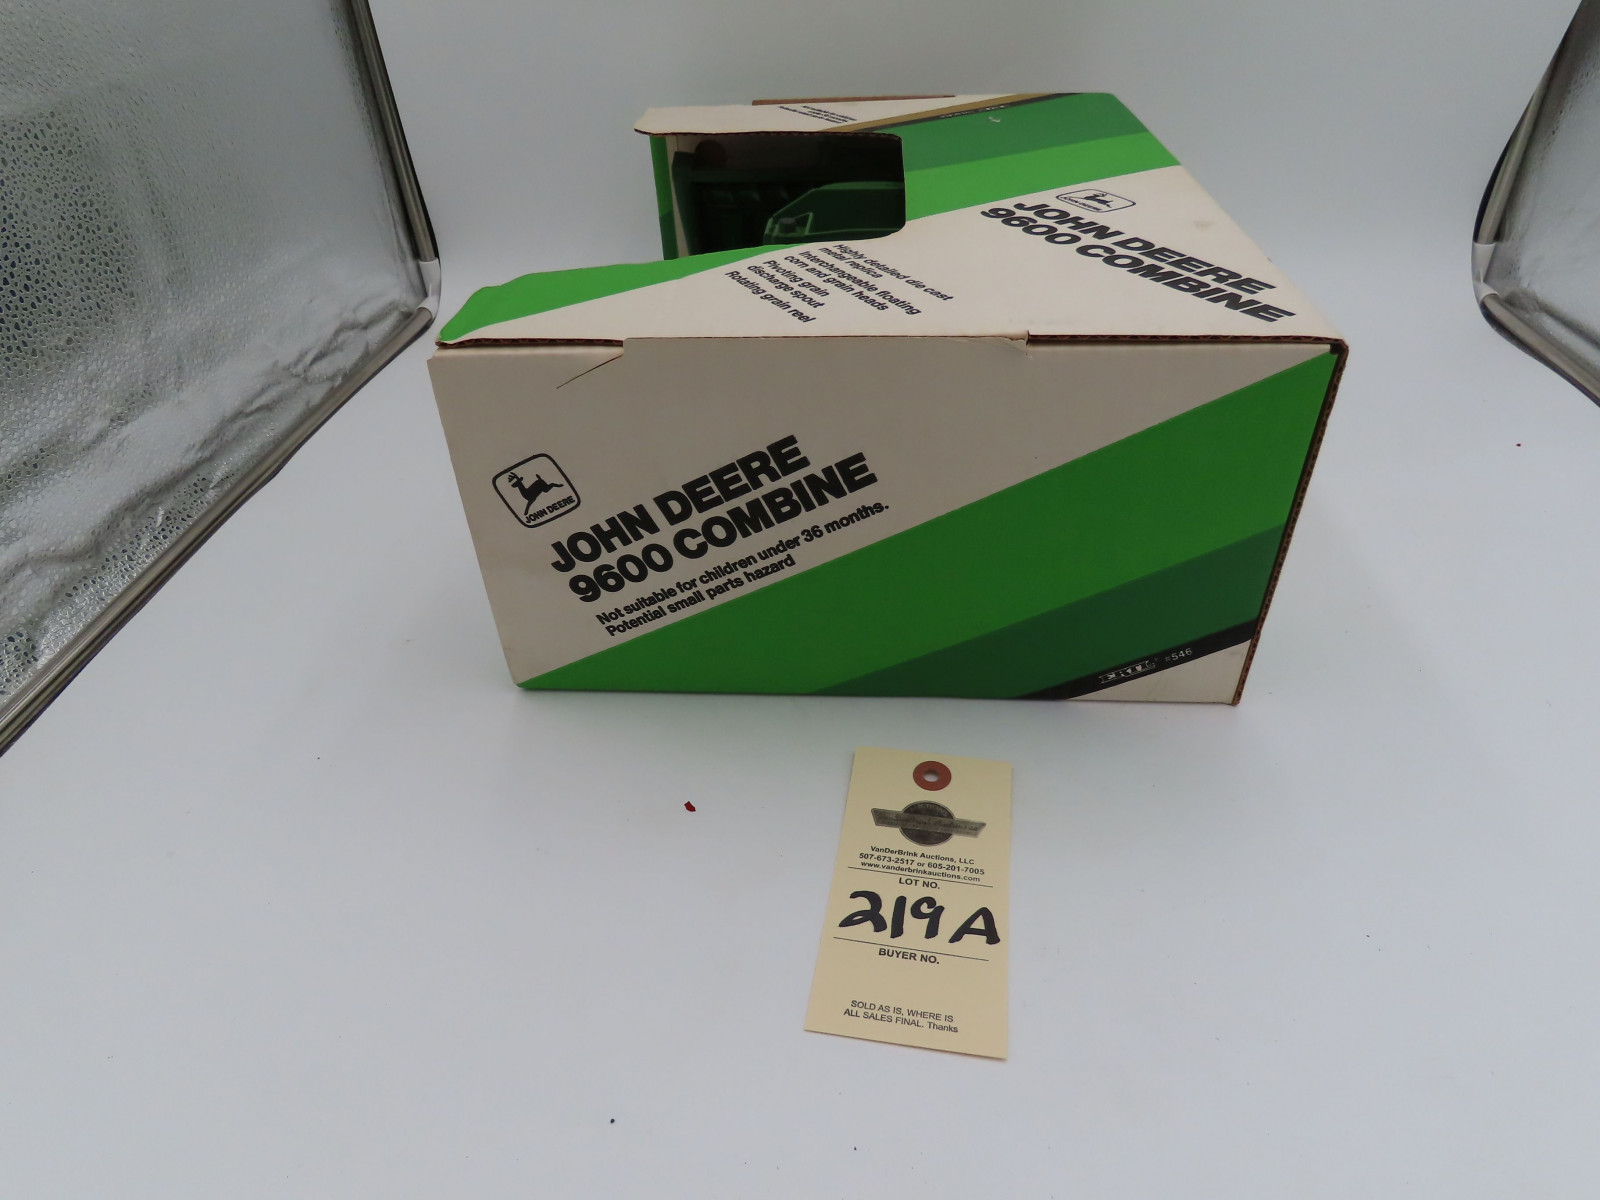 JOHN DEERE
JOHN DEERE
9600 COMBINE
Highly detailed die cast
metal replica
Interchangeable floating
corn and grain heads
Pivoting grain
discharge spout
Rotating grain reel
JOHN DEERE
JOHN DEERE
9600 COMBINE
Not suitable for children under 36 months.
Potential small parts hazard
ERTL #546
VanDerBrink Auctions, LLC
507-673-2517 or 605-201-7005
www.vanderbrinkauctions.com
LOT NO.
219A
BUYER NO.
SOLD AS IS, WHERE IS
ALL SALES FINAL. Thanks